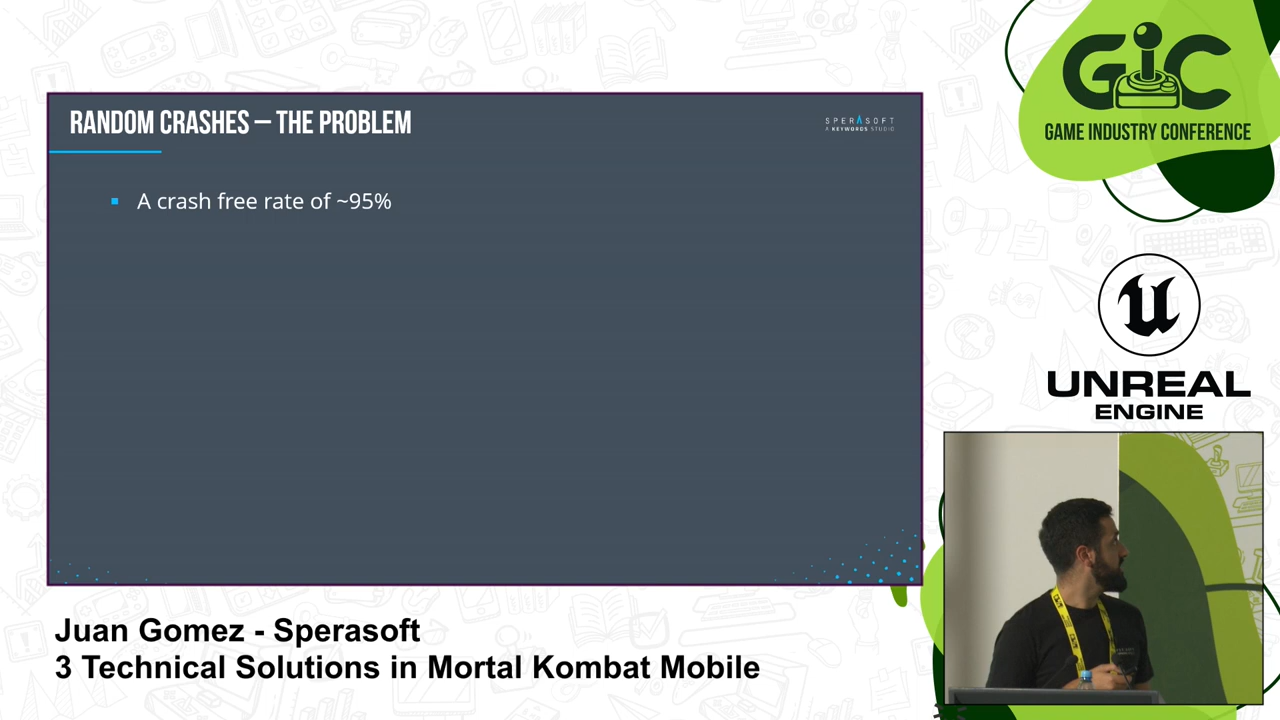 RANDOM CRASHES – THE PROBLEM
SPERASOFT
A KEYWORDS STUDIO
A crash free rate of ~95%
GIC
GAME INDUSTRY CONFERENCE
UNREAL
ENGINE
Juan Gomez - Sperasoft
3 Technical Solutions in Mortal Kombat Mobile